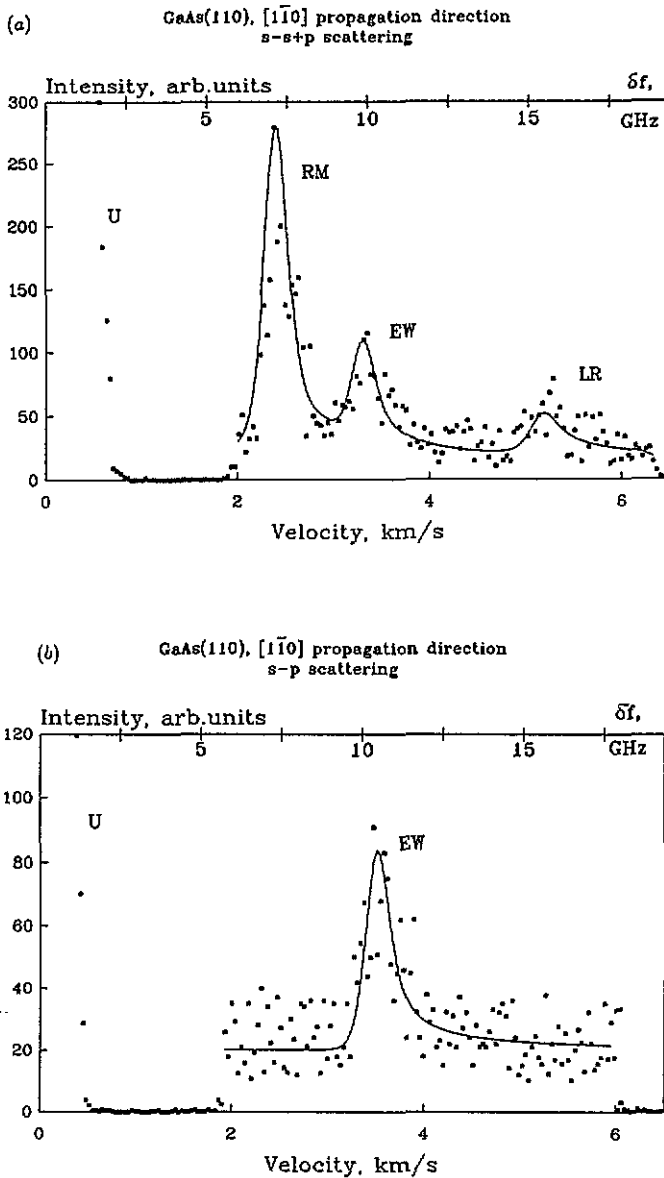 (a)
GaAs(110), [11̄0] propagation direction
s-s+p scattering
Intensity, arb.units
δf,
GHz
5 10 15
300
250
200
150
100
50
0
U
RM
EW
LR
0 2 4 6
Velocity, km/s
(b)
GaAs(110), [11̄0] propagation direction
s-p scattering
Intensity, arb.units
δf,
GHz
5 10 15
120
100
80
60
40
20
0
U
EW
0 2 4 6
Velocity, km/s